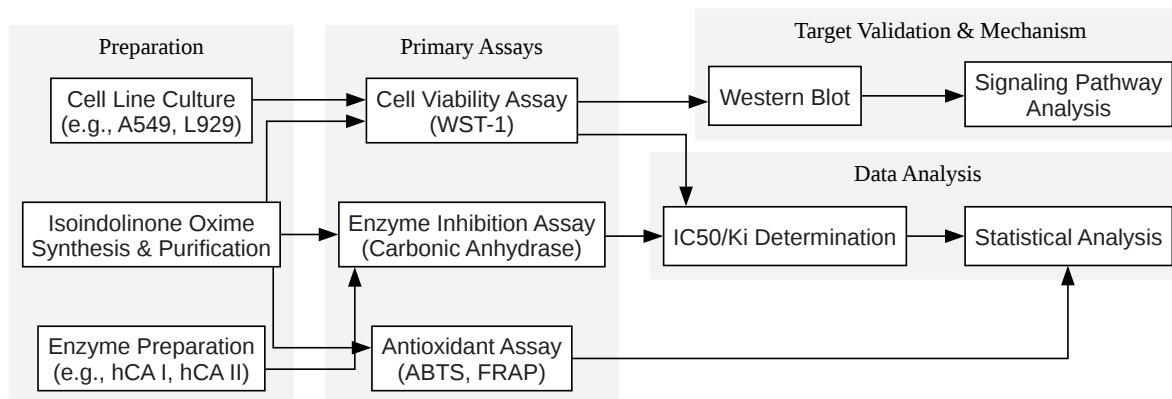 Preparation
Cell Line Culture
(e.g., A549, L929)
Isoindolinone Oxime
Synthesis & Purification
Enzyme Preparation
(e.g., hCA I, hCA II)
Primary Assays
Cell Viability Assay
(WST-1)
Enzyme Inhibition Assay
(Carbonic Anhydrase)
Antioxidant Assay
(ABTS, FRAP)
Target Validation & Mechanism
Western Blot
Signaling Pathway
Analysis
Data Analysis
IC50/Ki Determination
Statistical Analysis